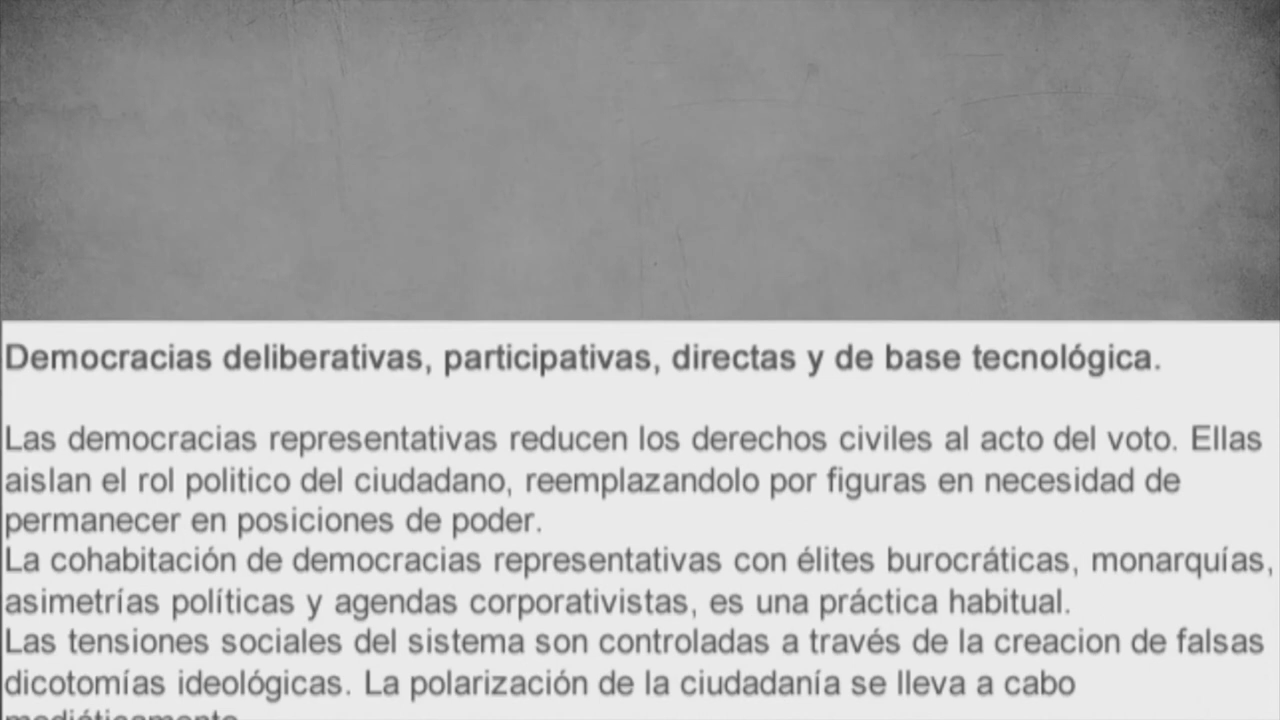 Democracias deliberativas, participativas, directas y de base tecnológica.
Las democracias representativas reducen los derechos civiles al acto del voto. Ellas
aislan el rol politico del ciudadano, reemplazandolo por figuras en necesidad de
permanecer en posiciones de poder.
La cohabitación de democracias representativas con élites burocráticas, monarquías,
asimetrías políticas y agendas corporativistas, es una práctica habitual.
Las tensiones sociales del sistema son controladas a través de la creacion de falsas
dicotomías ideológicas. La polarización de la ciudadanía se lleva a cabo
mediáticamente